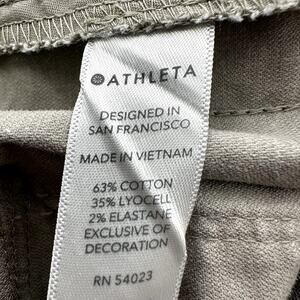 ATHLETA
DESIGNED IN
SAN FRANCISCO
MADE IN VIETNAM
63% COTTON
35% LYOCELL
2% ELASTANE
EXCLUSIVE OF
DECORATION
RN 54023